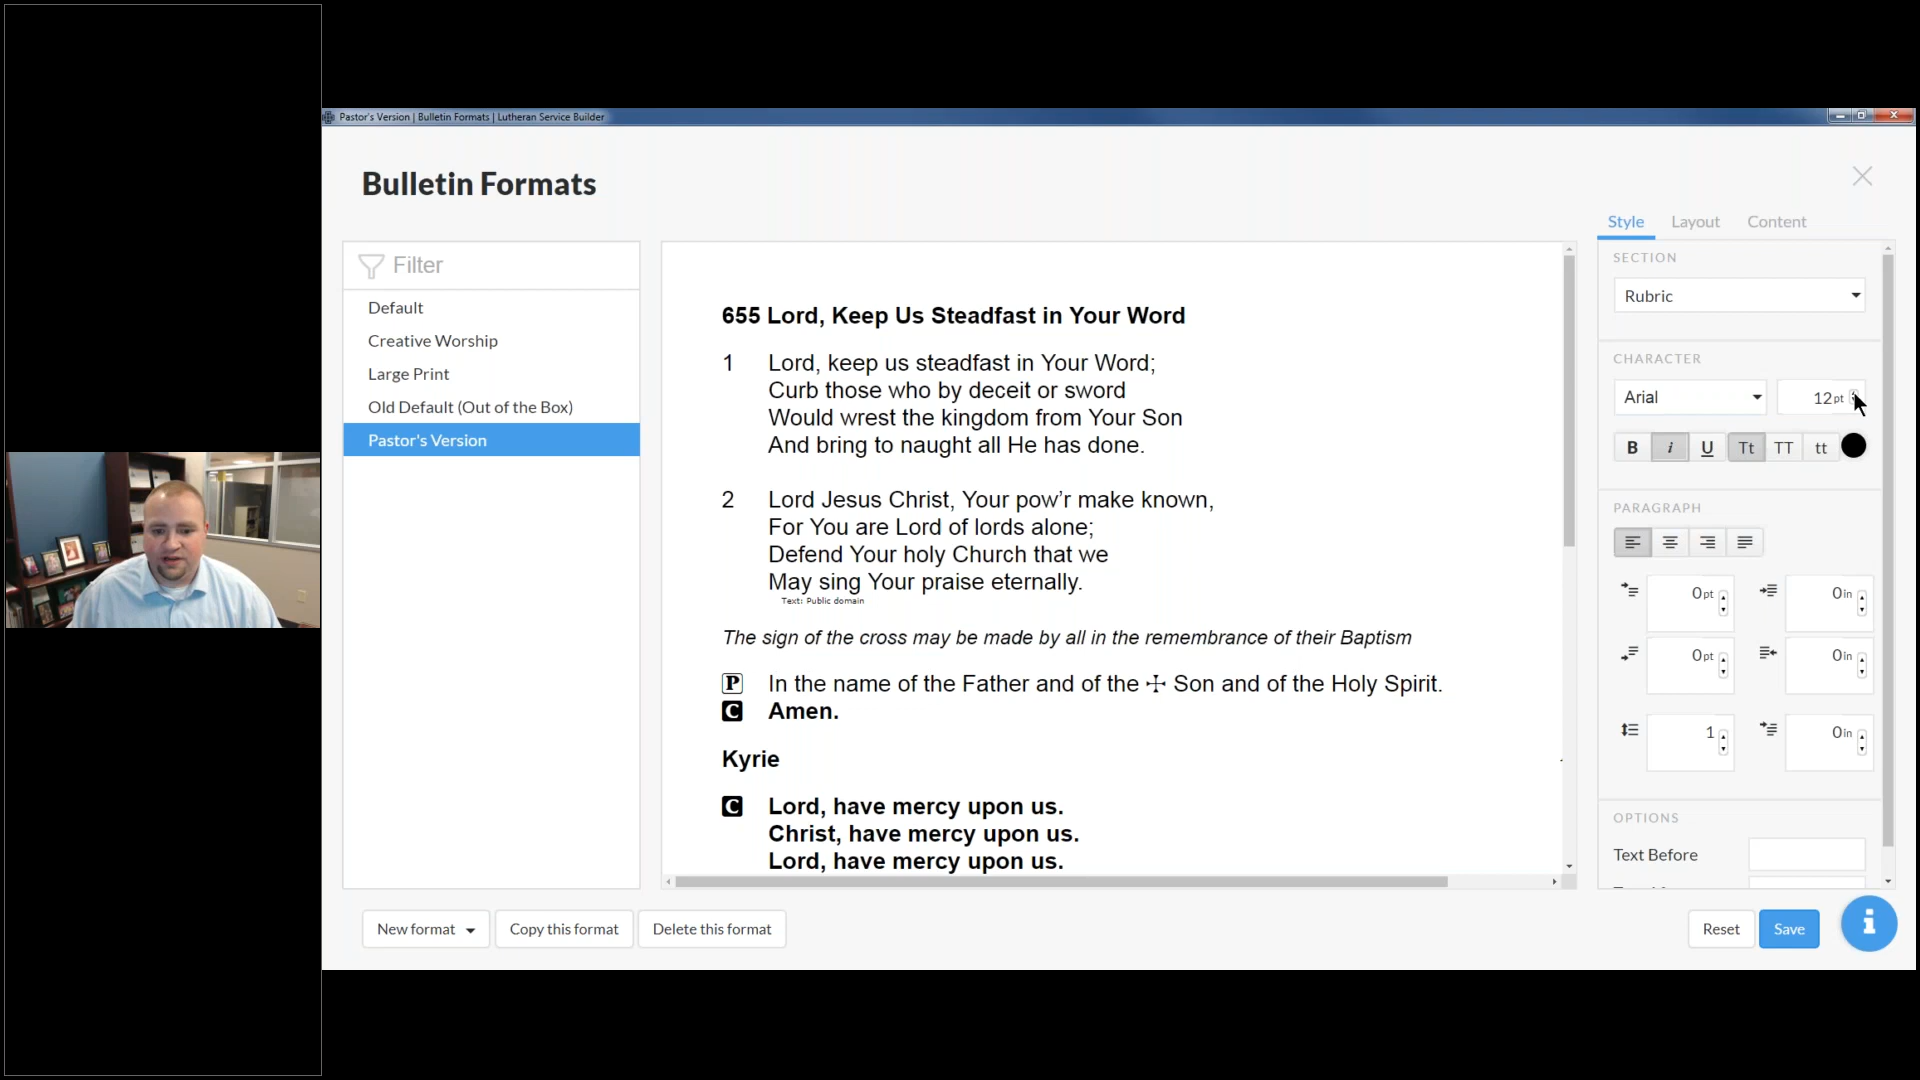 Pastor's Version | Bulletin Formats | Lutheran Service Builder
Bulletin Formats
Style Layout Content
Filter
Default
Creative Worship
Large Print
Old Default (Out of the Box)
Pastor's Version
655 Lord, Keep Us Steadfast in Your Word
1 Lord, keep us steadfast in Your Word;
Curb those who by deceit or sword
Would wrest the kingdom from Your Son
And bring to naught all He has done.
2 Lord Jesus Christ, Your pow’r make known,
For You are Lord of lords alone;
Defend Your holy Church that we
May sing Your praise eternally.
Text: Public domain
The sign of the cross may be made by all in the remembrance of their Baptism
P In the name of the Father and of the ☩ Son and of the Holy Spirit.
C Amen.
Kyrie
C Lord, have mercy upon us.
Christ, have mercy upon us.
Lord, have mercy upon us.
SECTION
Rubric
CHARACTER
Arial 12pt
B i U Tt TT tt
PARAGRAPH
0pt 0in
0pt 0in
1 0in
OPTIONS
Text Before
New format Copy this format Delete this format
Reset Save i